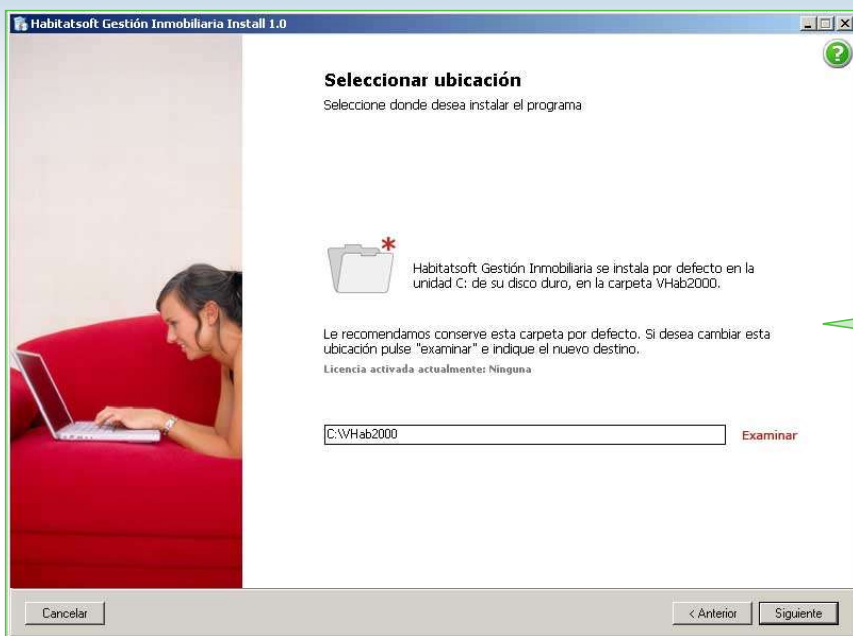 Habitatsoft Gestión Inmobiliaria Install 1.0
Seleccionar ubicación
Seleccione donde desea instalar el programa
Habitatsoft Gestión Inmobiliaria se instala por defecto en la
unidad C: de su disco duro, en la carpeta VHab2000.
Le recomendamos conserve esta carpeta por defecto. Si desea cambiar esta
ubicación pulse "examinar" e indique el nuevo destino.
Licencia activada actualmente: Ninguna
C:\VHab2000
Examinar
Cancelar
< Anterior
Siguiente